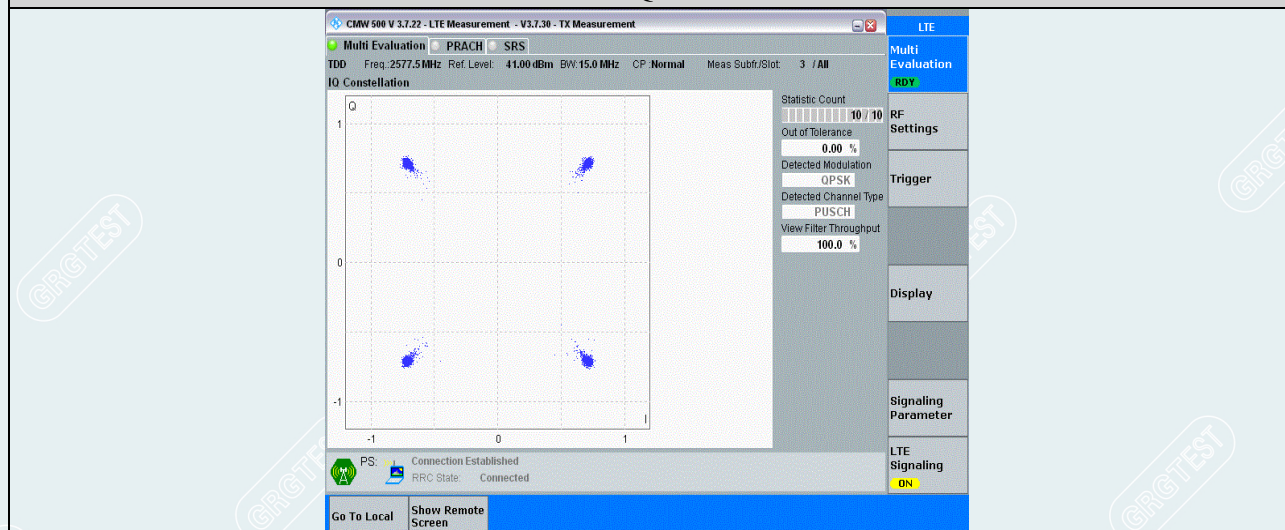 CMW 500 V 3.7.22 - LTE Measurement - V3.7.30 - TX Measurement
LTE
Multi Evaluation PRACH SRS
Multi
Evaluation
RDY
TDD Freq.:2577.5 MHz Ref. Level: 41.00 dBm BW:15.0 MHz CP :Normal Meas Subfr./Slot: 3 / All
IQ Constellation
Q
1
0
-1
-1 0 1
I
Statistic Count
10 / 10
Out of Tolerance
0.00 %
Detected Modulation
QPSK
Detected Channel Type
PUSCH
View Filter Throughput
100.0 %
RF
Settings
Trigger
Display
Signaling
Parameter
LTE
Signaling
ON
PS: Connection Established
RRC State: Connected
Go To Local
Show Remote
Screen
GRGTEST
GRGTEST
GRGTEST
GRGTEST